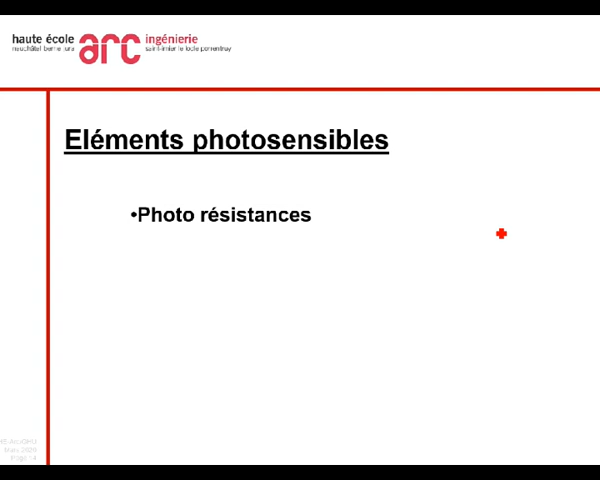 haute école
neuchâtel berne jura
arc
ingénierie
saint-imier le locle porrentruy
Eléments photosensibles
•Photo résistances